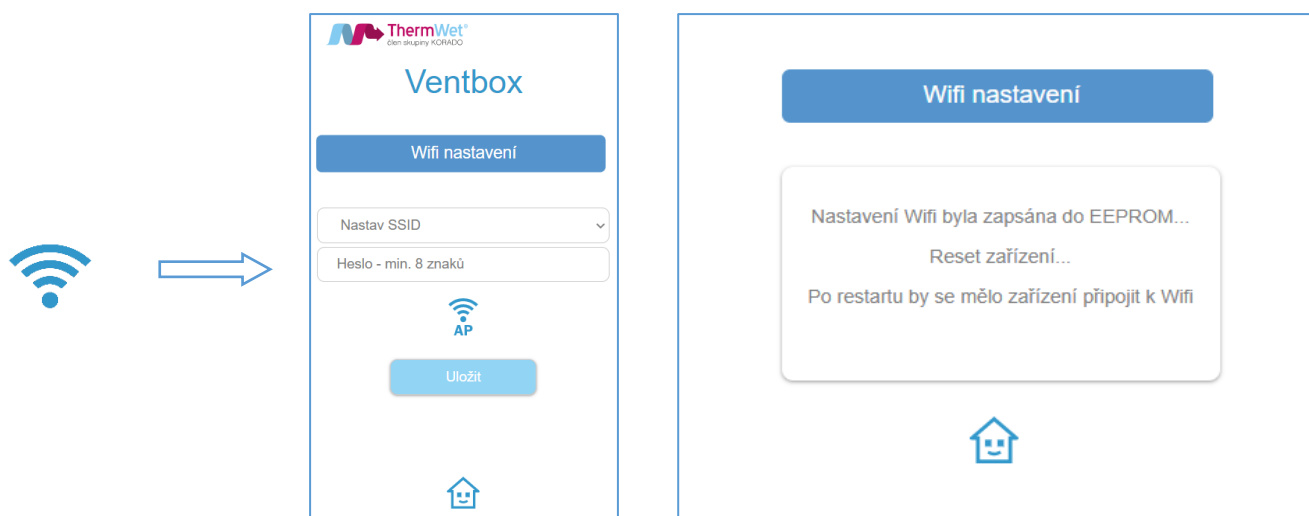 ThermWet®
člen skupiny KORADO
Ventbox
Wifi nastavení
Nastav SSID
Heslo - min. 8 znaků
AP
Uložit
Wifi nastavení
Nastavení Wifi byla zapsána do EEPROM...
Reset zařízení...
Po restartu by se mělo zařízení připojit k Wifi